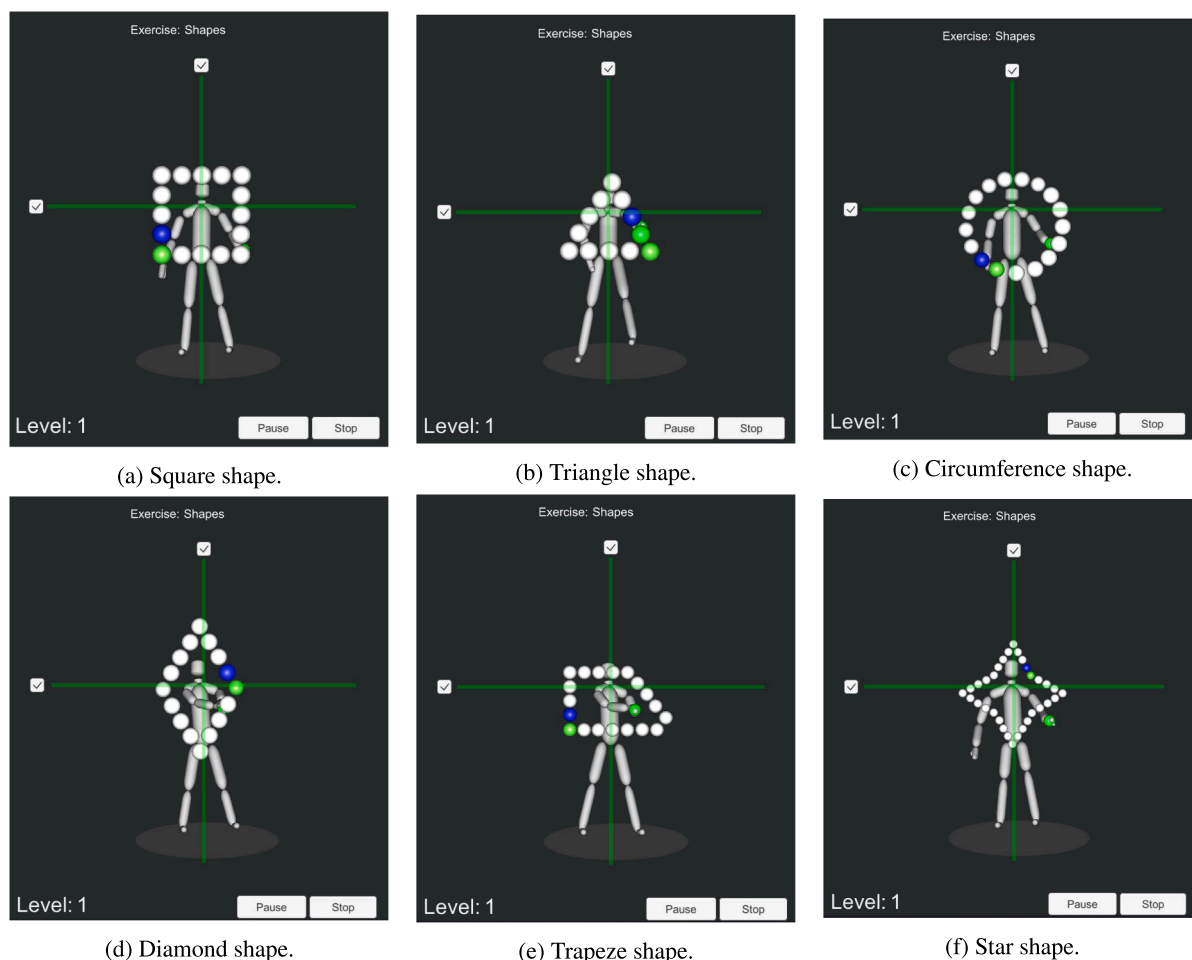 Exercise: Shapes
Level: 1
Pause
Stop
(a) Square shape.
Exercise: Shapes
Level: 1
Pause
Stop
(b) Triangle shape.
Exercise: Shapes
Level: 1
Pause
Stop
(c) Circumference shape.
Exercise: Shapes
Level: 1
Pause
Stop
(d) Diamond shape.
Exercise: Shapes
Level: 1
Pause
Stop
(e) Trapeze shape.
Exercise: Shapes
Level: 1
Pause
Stop
(f) Star shape.